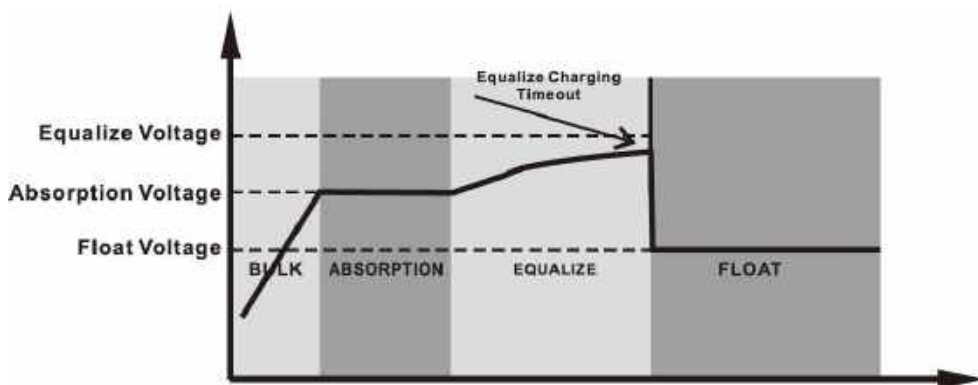 Equalize Charging
Timeout
Equalize Voltage
Absorption Voltage
Float Voltage
BULK
ABSORPTION
EQUALIZE
FLOAT